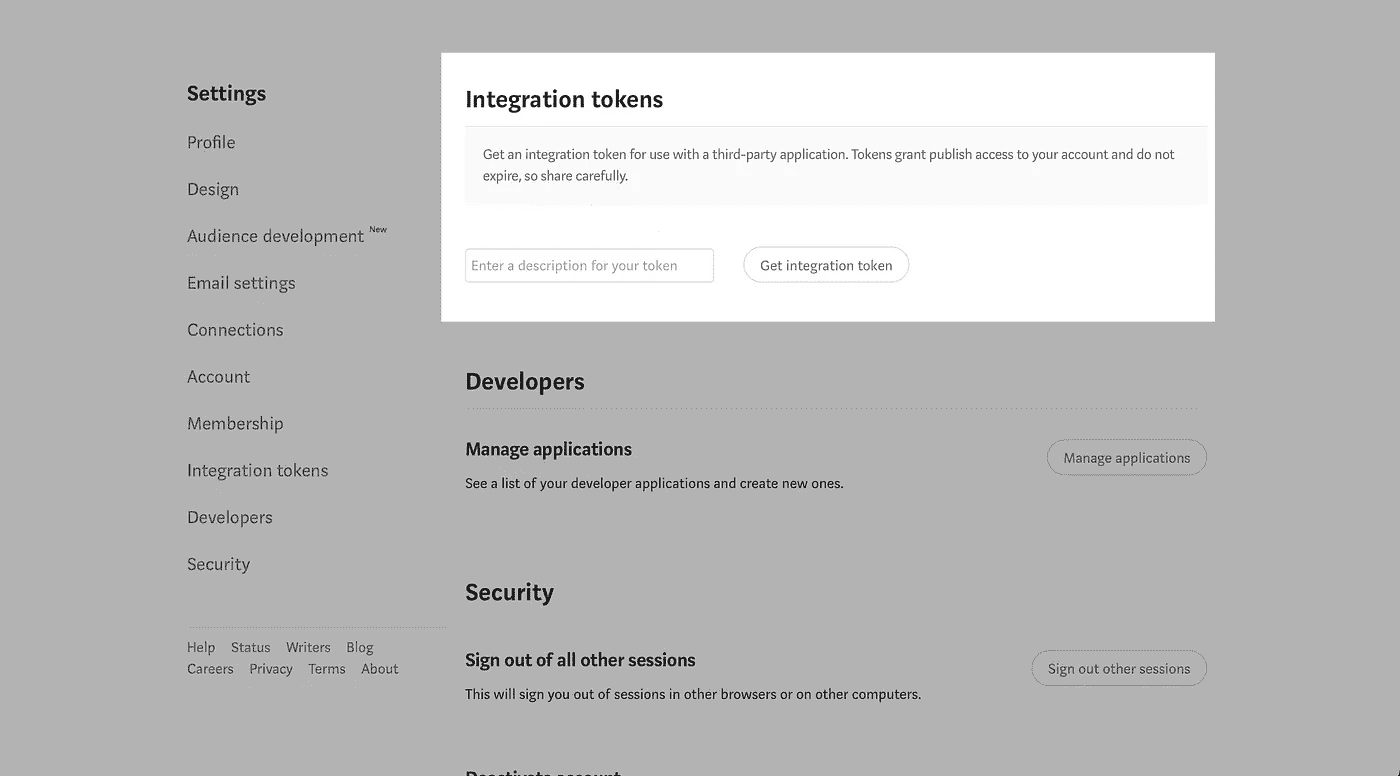 Settings
Profile
Design
Audience development New
Email settings
Connections
Account
Membership
Integration tokens
Developers
Security
Help Status Writers Blog
Careers Privacy Terms About
Integration tokens
Get an integration token for use with a third-party application. Tokens grant publish access to your account and do not
expire, so share carefully.
Enter a description for your token
Get integration token
Developers
Manage applications
See a list of your developer applications and create new ones.
Manage applications
Security
Sign out of all other sessions
This will sign you out of sessions in other browsers or on other computers.
Sign out other sessions